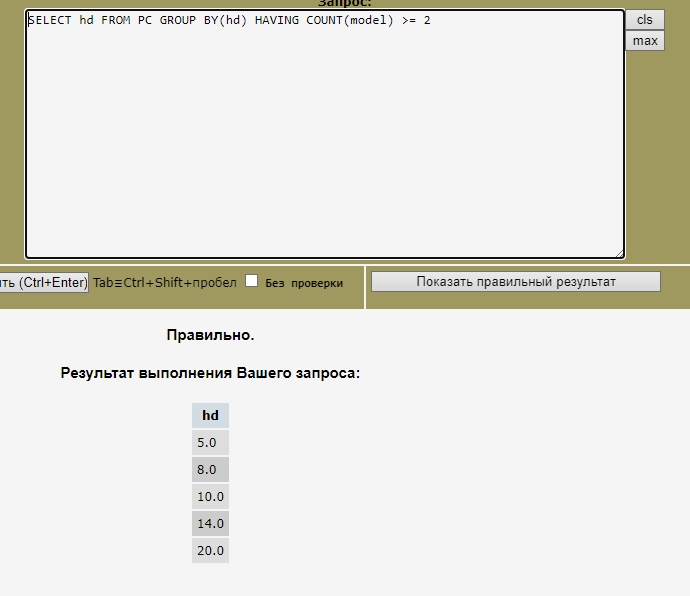 Запрос:
SELECT hd FROM PC GROUP BY(hd) HAVING COUNT(model) >= 2
cls
max
ть (Ctrl+Enter) Tab≡Ctrl+Shift+пробел Без проверки
Показать правильный результат
Правильно.
Результат выполнения Вашего запроса:
hd
5.0
8.0
10.0
14.0
20.0